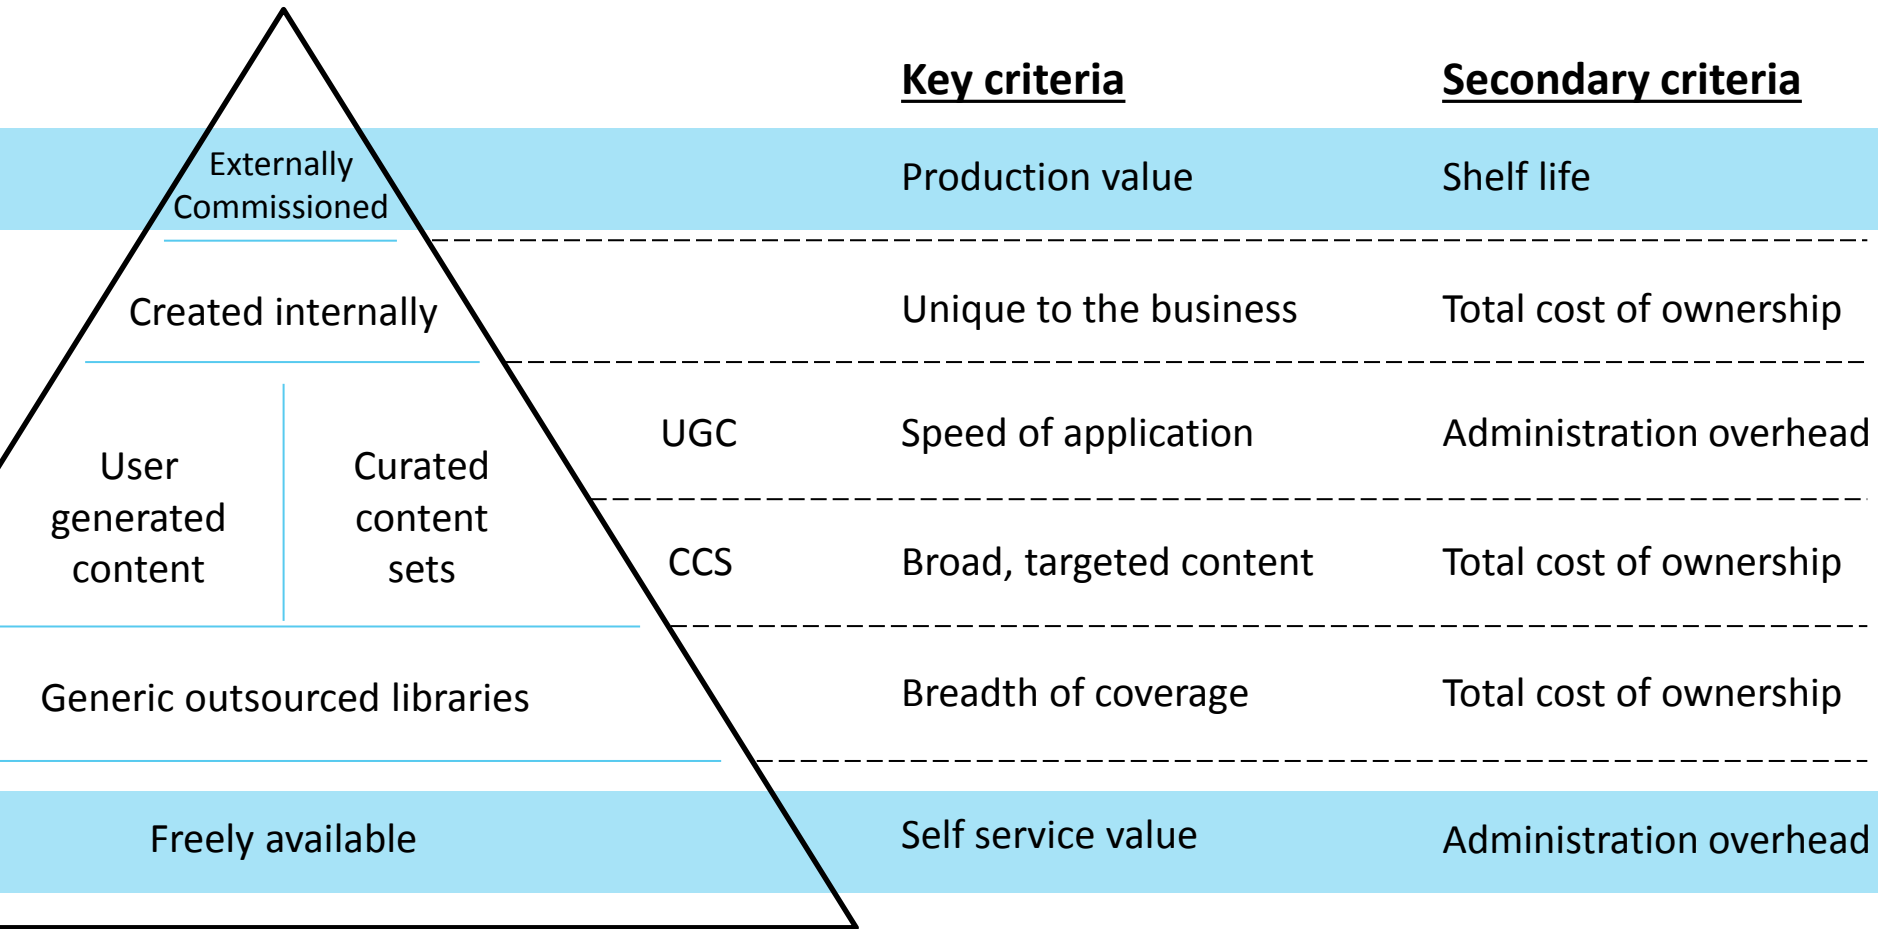 Key criteria Secondary criteria
Externally
Commissioned
Production value Shelf life
Created internally Unique to the business Total cost of ownership
UGC Speed of application Administration overhead
User
generated
content
Curated
content
sets
CCS Broad, targeted content Total cost of ownership
Generic outsourced libraries Breadth of coverage Total cost of ownership
Freely available Self service value Administration overhead